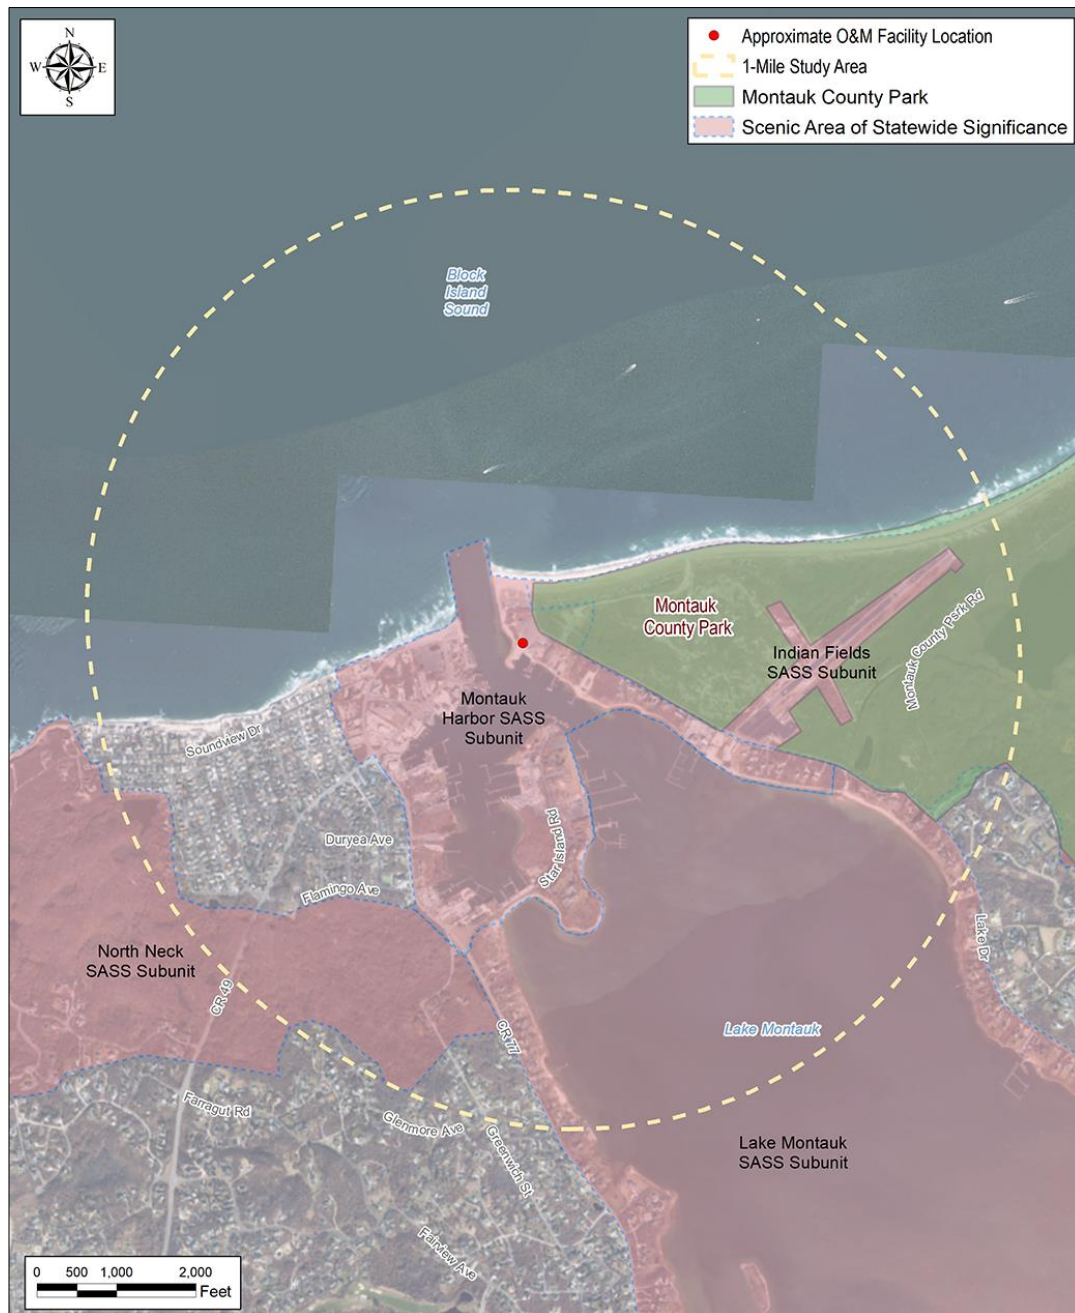 N
W E
S
Approximate O&M Facility Location
1-Mile Study Area
Montauk County Park
Scenic Area of Statewide Significance
Block
Island
Sound
Montauk
County Park
Indian Fields
SASS Subunit
Montauk County Park Rd
Montauk
Harbor SASS
Subunit
Soundview Dr
Duryea Ave
Flamingo Ave
Star Island Rd
North Neck
SASS Subunit
CR 49
Lake Dr
CR 77
Lake Montauk
Farragut Rd
Glenmore Ave
Greenwich St
Lake Montauk
SASS Subunit
Fairview Ave
0 500 1,000 2,000
Feet